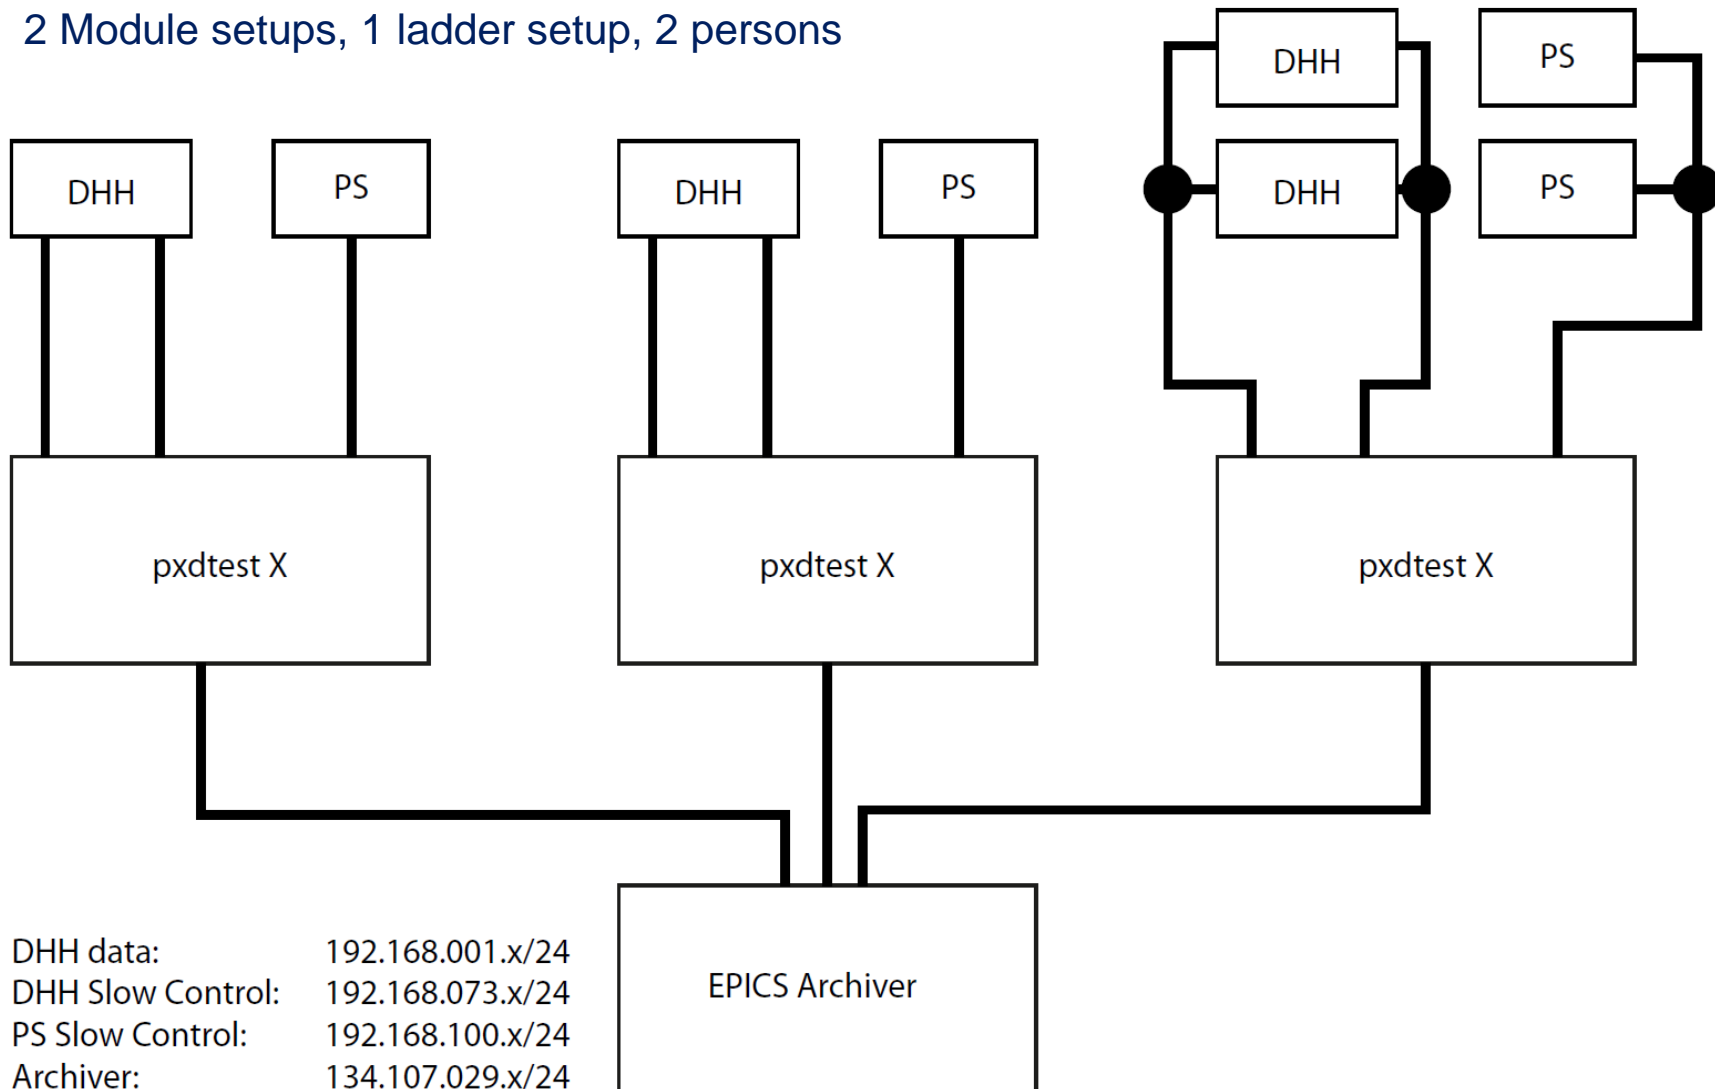 2 Module setups, 1 ladder setup, 2 persons
DHH
PS
DHH
PS
DHH
PS
DHH
PS
pxdtest X
pxdtest X
pxdtest X
EPICS Archiver
DHH data: 192.168.001.x/24
DHH Slow Control: 192.168.073.x/24
PS Slow Control: 192.168.100.x/24
Archiver: 134.107.029.x/24